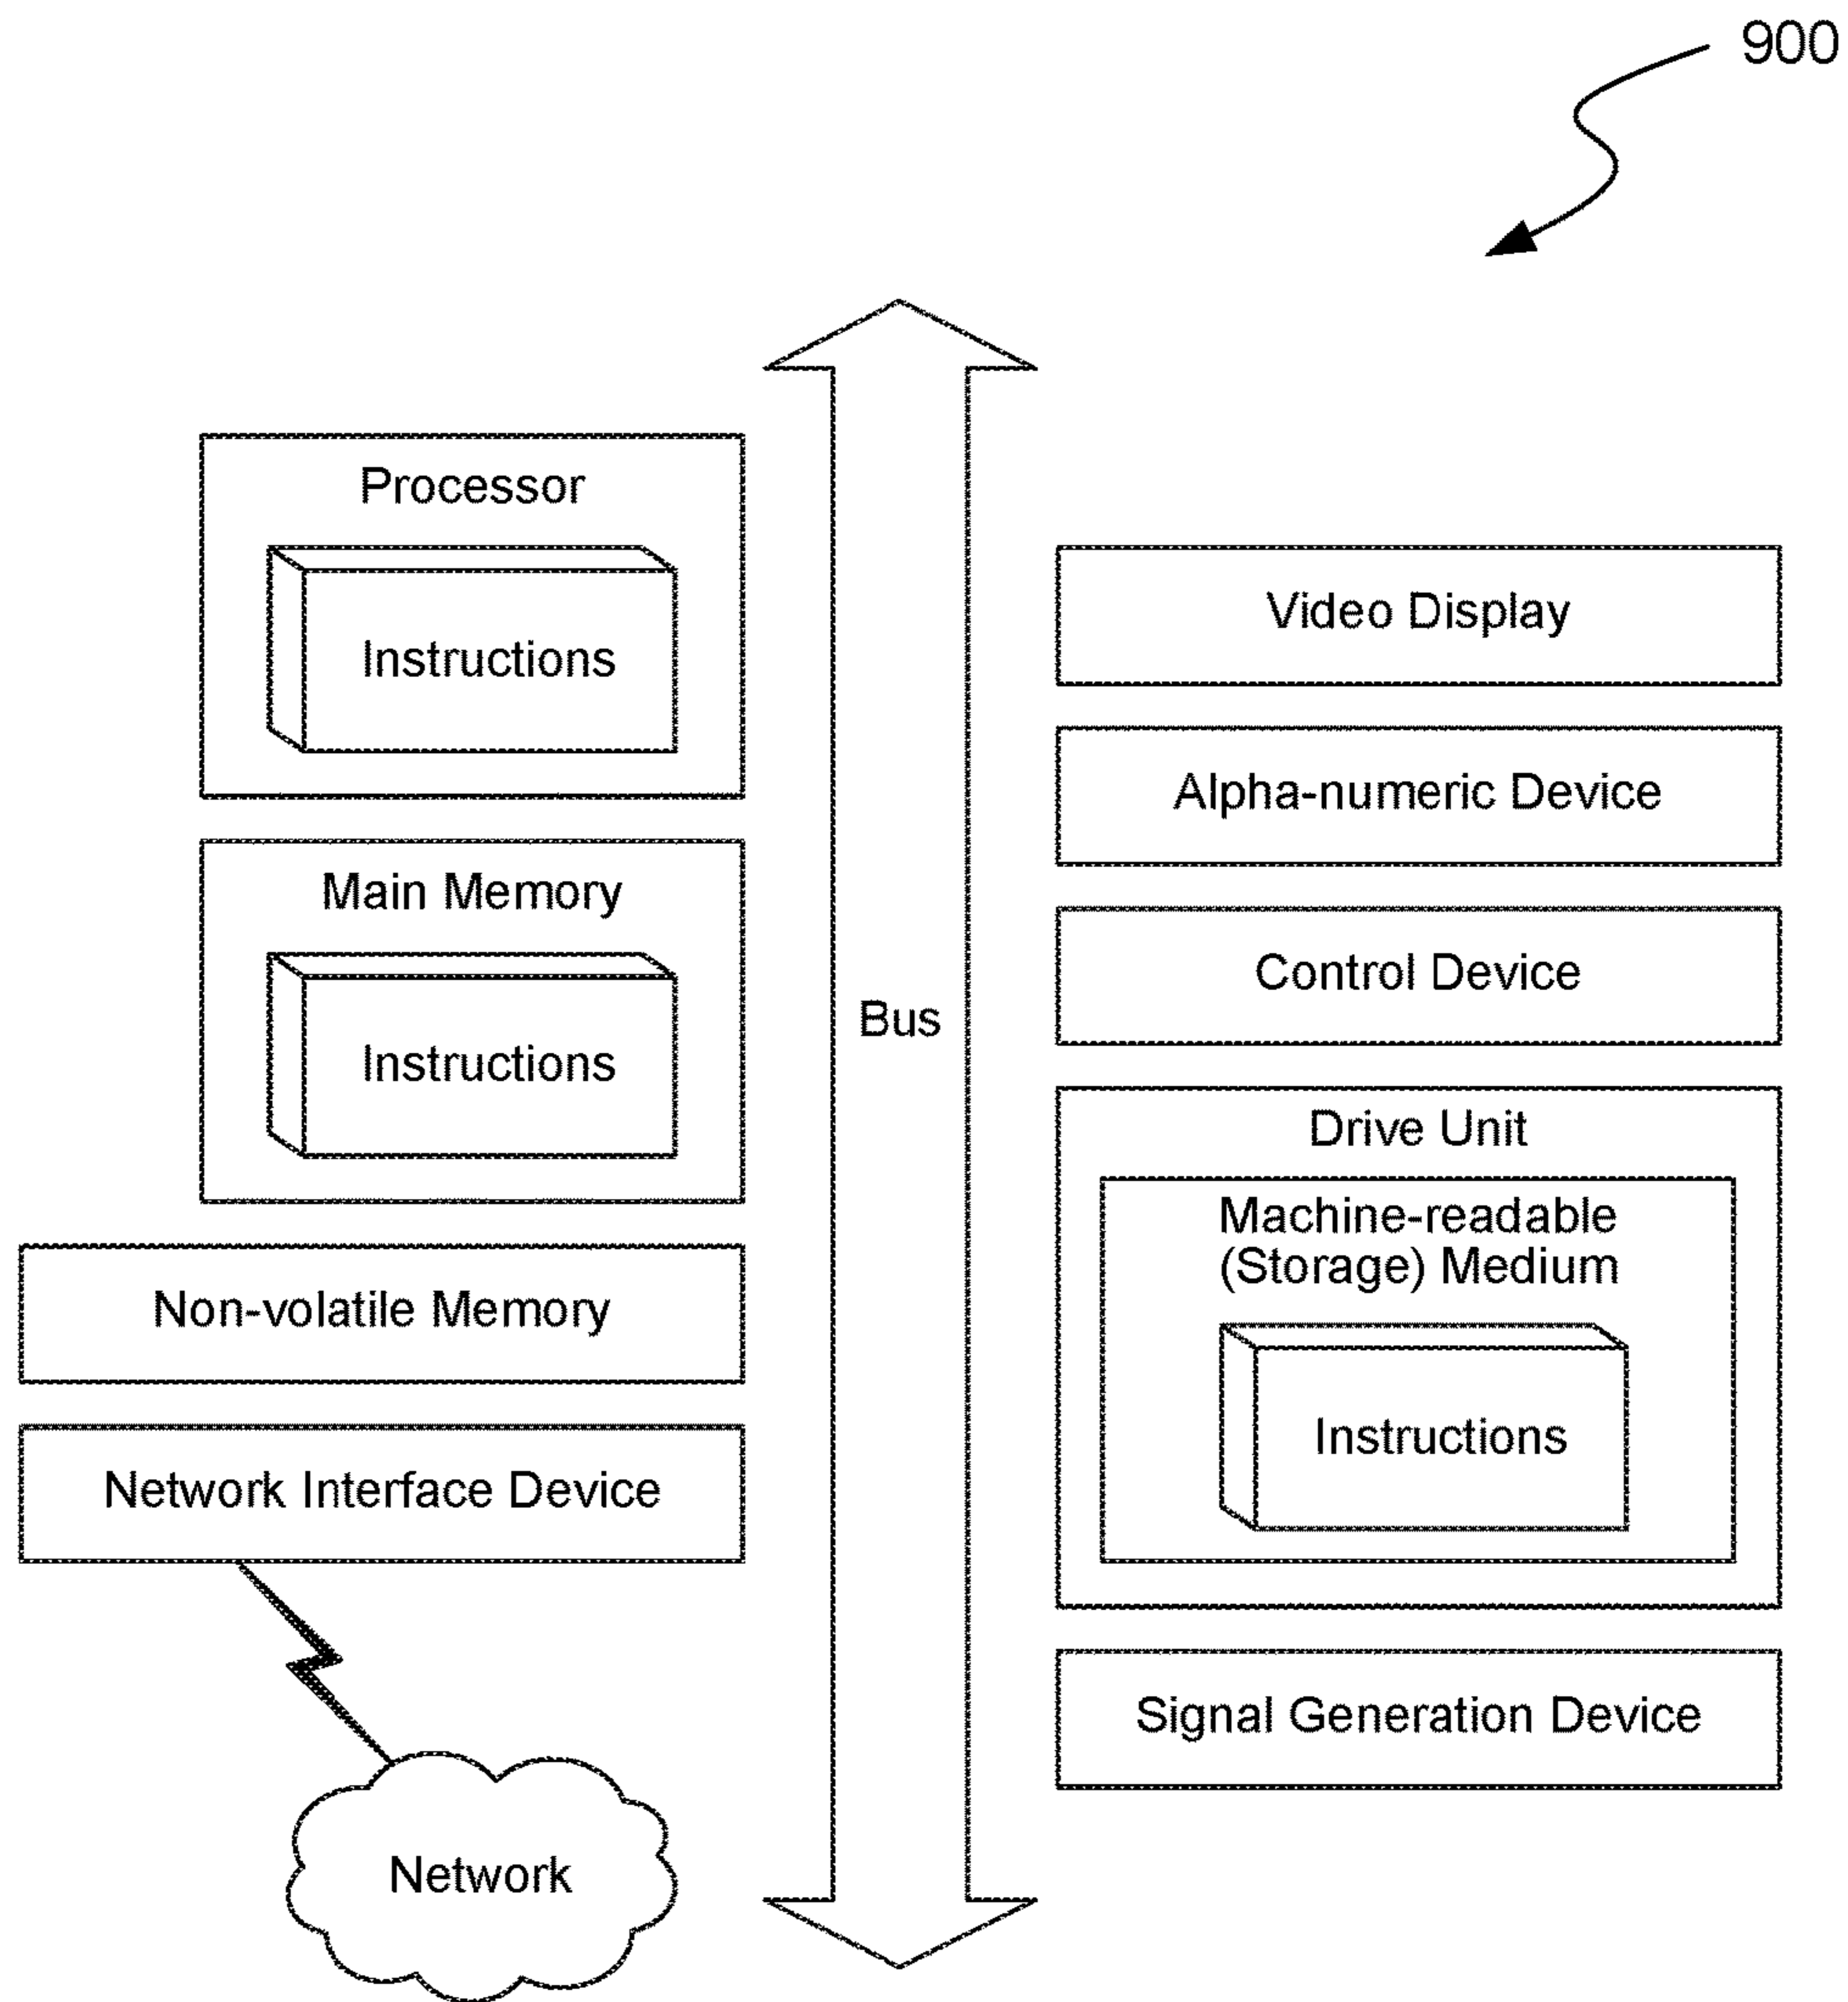 900
Processor
Instructions
Main Memory
Instructions
Non-volatile Memory
Network Interface Device
Network
Bus
Video Display
Alpha-numeric Device
Control Device
Drive Unit
Machine-readable
(Storage) Medium
Instructions
Signal Generation Device